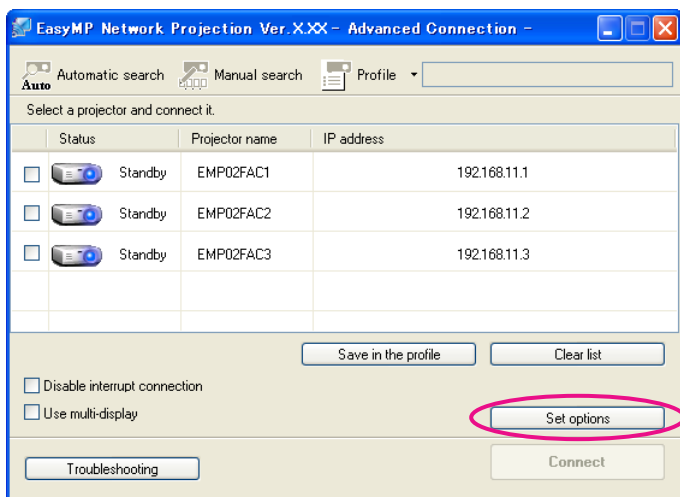 EasyMP Network Projection Ver.X.XX - Advanced Connection -
Auto Automatic search Manual search Profile
Select a projector and connect it.
Status Projector name IP address
Standby EMP02FAC1 192.168.11.1
Standby EMP02FAC2 192.168.11.2
Standby EMP02FAC3 192.168.11.3
Save in the profile Clear list
Disable interrupt connection
Use multi-display
Set options
Troubleshooting Connect